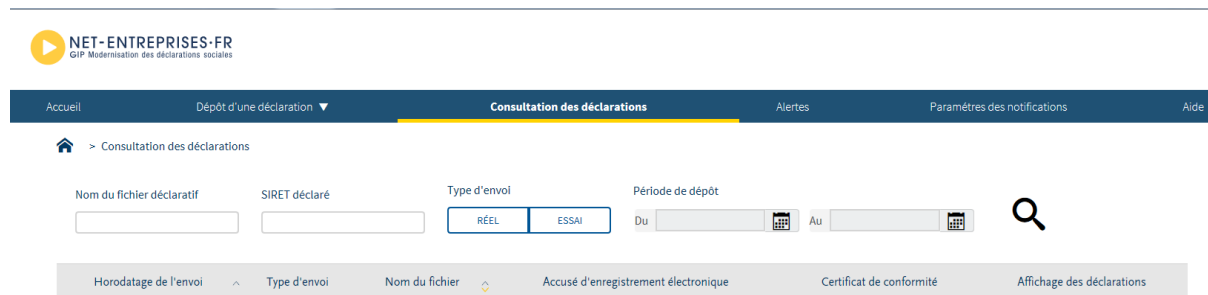 NET-ENTREPRISES·FR
GIP Modernisation des déclarations sociales
Accueil Dépôt d'une déclaration ▼ Consultation des déclarations Alertes Paramétres des notifications Aide
> Consultation des déclarations
Nom du fichier déclaratif SIRET déclaré Type d'envoi Période de dépôt
RÉEL ESSAI Du Au
Horodatage de l'envoi Type d'envoi Nom du fichier Accusé d'enregistrement électronique Certificat de conformité Affichage des déclarations